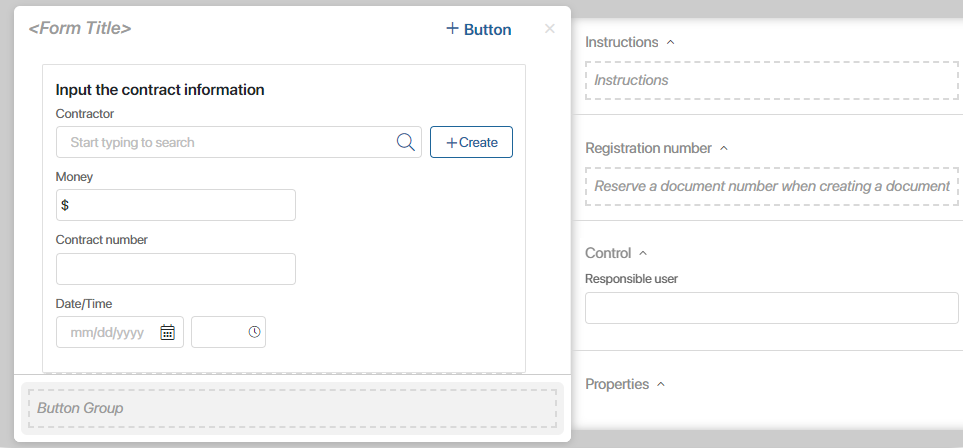 <Form Title>
+ Button
Input the contract information
Contractor
Start typing to search
+Create
Money
$
Contract number
Date/Time
mm/dd/yyyy
Button Group
Instructions
Instructions
Registration number
Reserve a document number when creating a document
Control
Responsible user
Properties